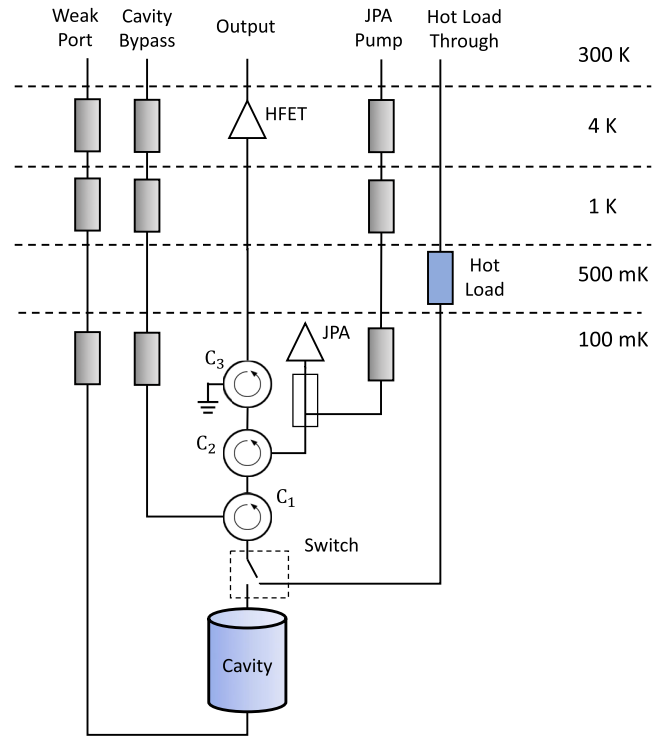 Weak
Port
Cavity
Bypass
Output
JPA
Pump
Hot Load
Through
300 K
HFET
4 K
1 K
Hot
Load
500 mK
JPA
100 mK
C₃
C₂
C₁
Switch
Cavity